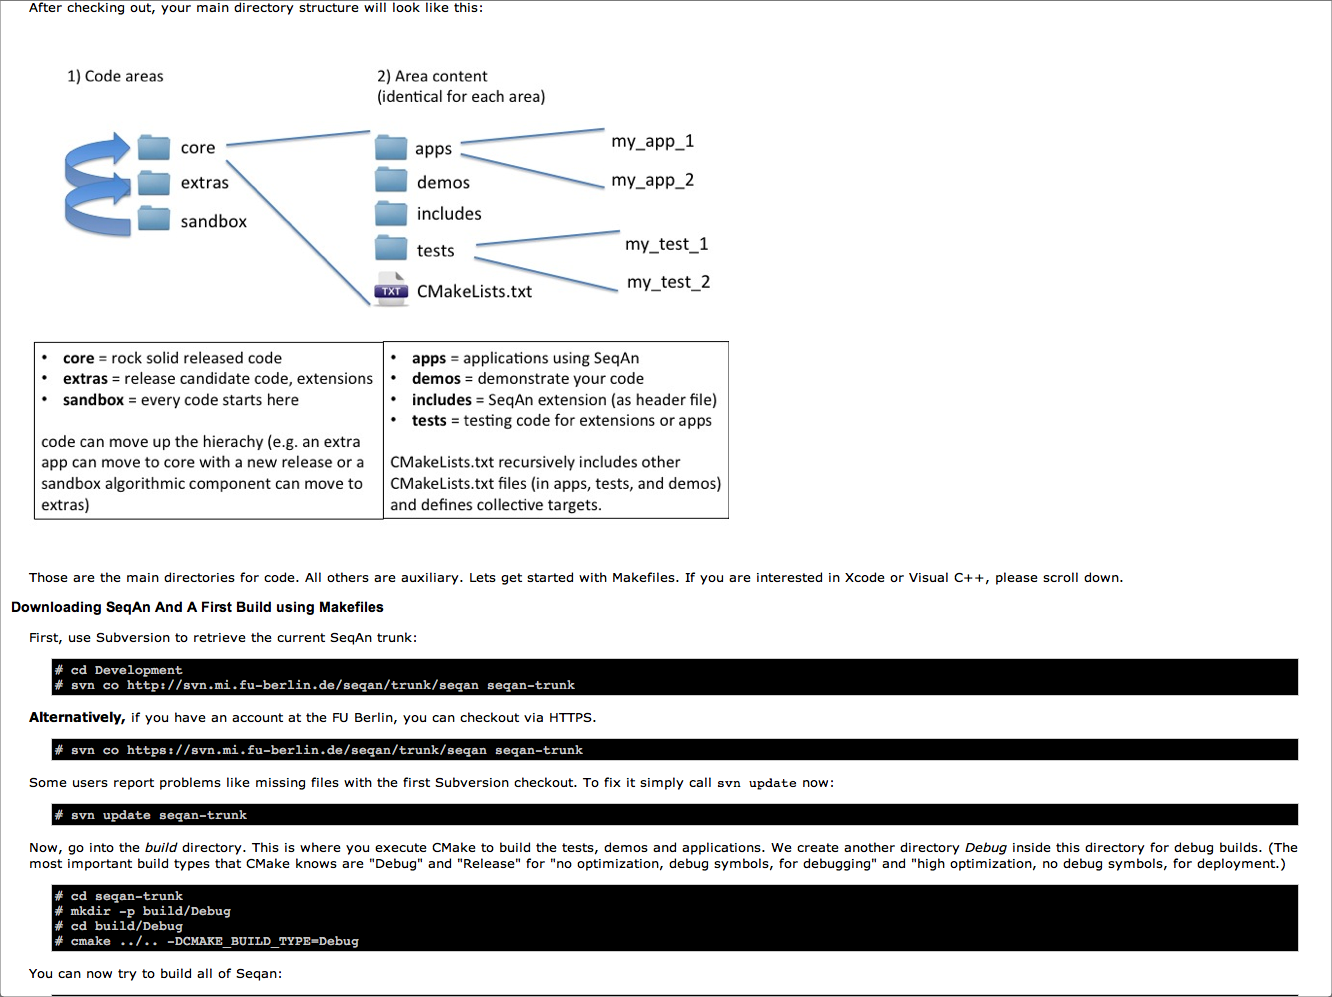 After checking out, your main directory structure will look like this:
1) Code areas
2) Area content
(identical for each area)
core
extras
sandbox
apps
demos
includes
tests
TXT
CMakeLists.txt
my_app_1
my_app_2
my_test_1
my_test_2
• core = rock solid released code
• extras = release candidate code, extensions
• sandbox = every code starts here
code can move up the hierachy (e.g. an extra
app can move to core with a new release or a
sandbox algorithmic component can move to
extras)
• apps = applications using SeqAn
• demos = demonstrate your code
• includes = SeqAn extension (as header file)
• tests = testing code for extensions or apps
CMakeLists.txt recursively includes other
CMakeLists.txt files (in apps, tests, and demos)
and defines collective targets.
Those are the main directories for code. All others are auxiliary. Lets get started with Makefiles. If you are interested in Xcode or Visual C++, please scroll down.
Downloading SeqAn And A First Build using Makefiles
First, use Subversion to retrieve the current SeqAn trunk:
# cd Development
# svn co http://svn.mi.fu-berlin.de/seqan/trunk/seqan seqan-trunk
Alternatively, if you have an account at the FU Berlin, you can checkout via HTTPS.
# svn co https://svn.mi.fu-berlin.de/seqan/trunk/seqan seqan-trunk
Some users report problems like missing files with the first Subversion checkout. To fix it simply call svn update now:
# svn update seqan-trunk
Now, go into the build directory. This is where you execute CMake to build the tests, demos and applications. We create another directory Debug inside this directory for debug builds. (The
most important build types that CMake knows are "Debug" and "Release" for "no optimization, debug symbols, for debugging" and "high optimization, no debug symbols, for deployment.)
# cd seqan-trunk
# mkdir -p build/Debug
# cd build/Debug
# cmake ../.. -DCMAKE_BUILD_TYPE=Debug
You can now try to build all of Seqan: